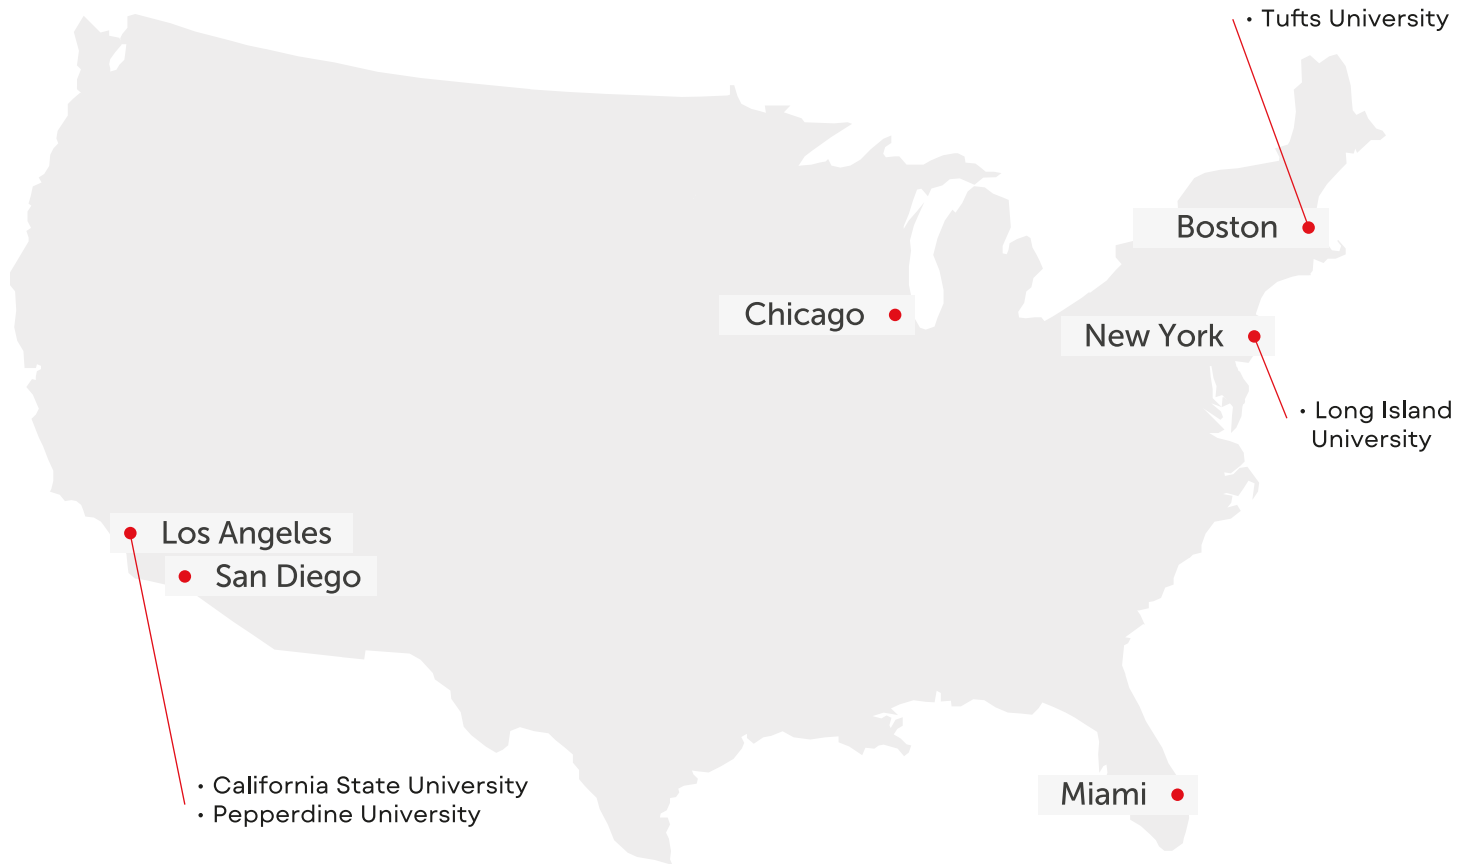 • Tufts University
Boston
Chicago
New York
• Long Island
University
Los Angeles
San Diego
• California State University
• Pepperdine University
Miami